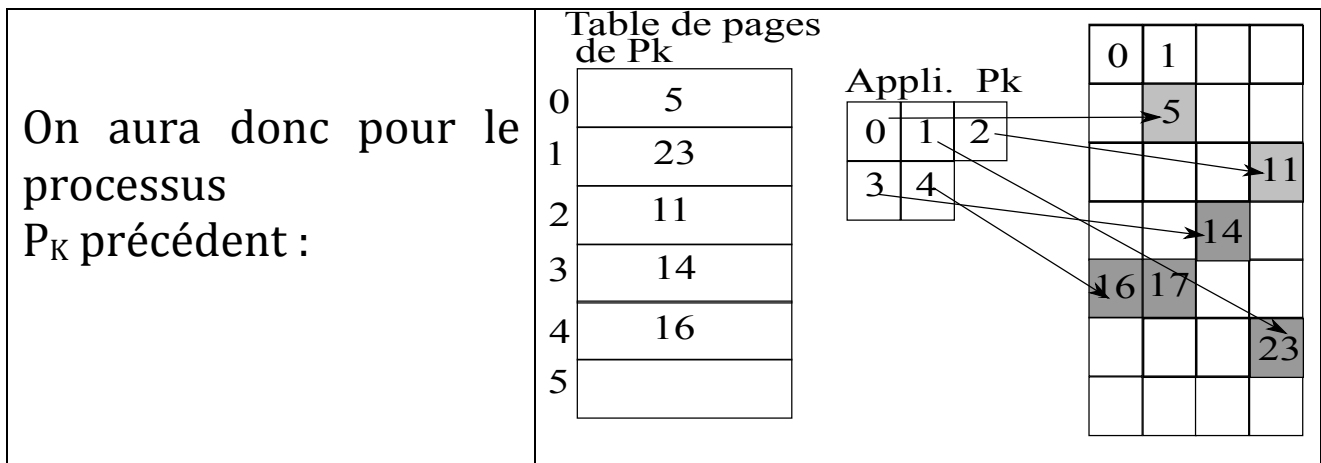 On aura donc pour le
processus
PK précédent :
Table de pages
de Pk
0 5
1 23
2 11
3 14
4 16
5
Appli. Pk
0 1 2
3 4
0 1
5
11
14
16 17
23